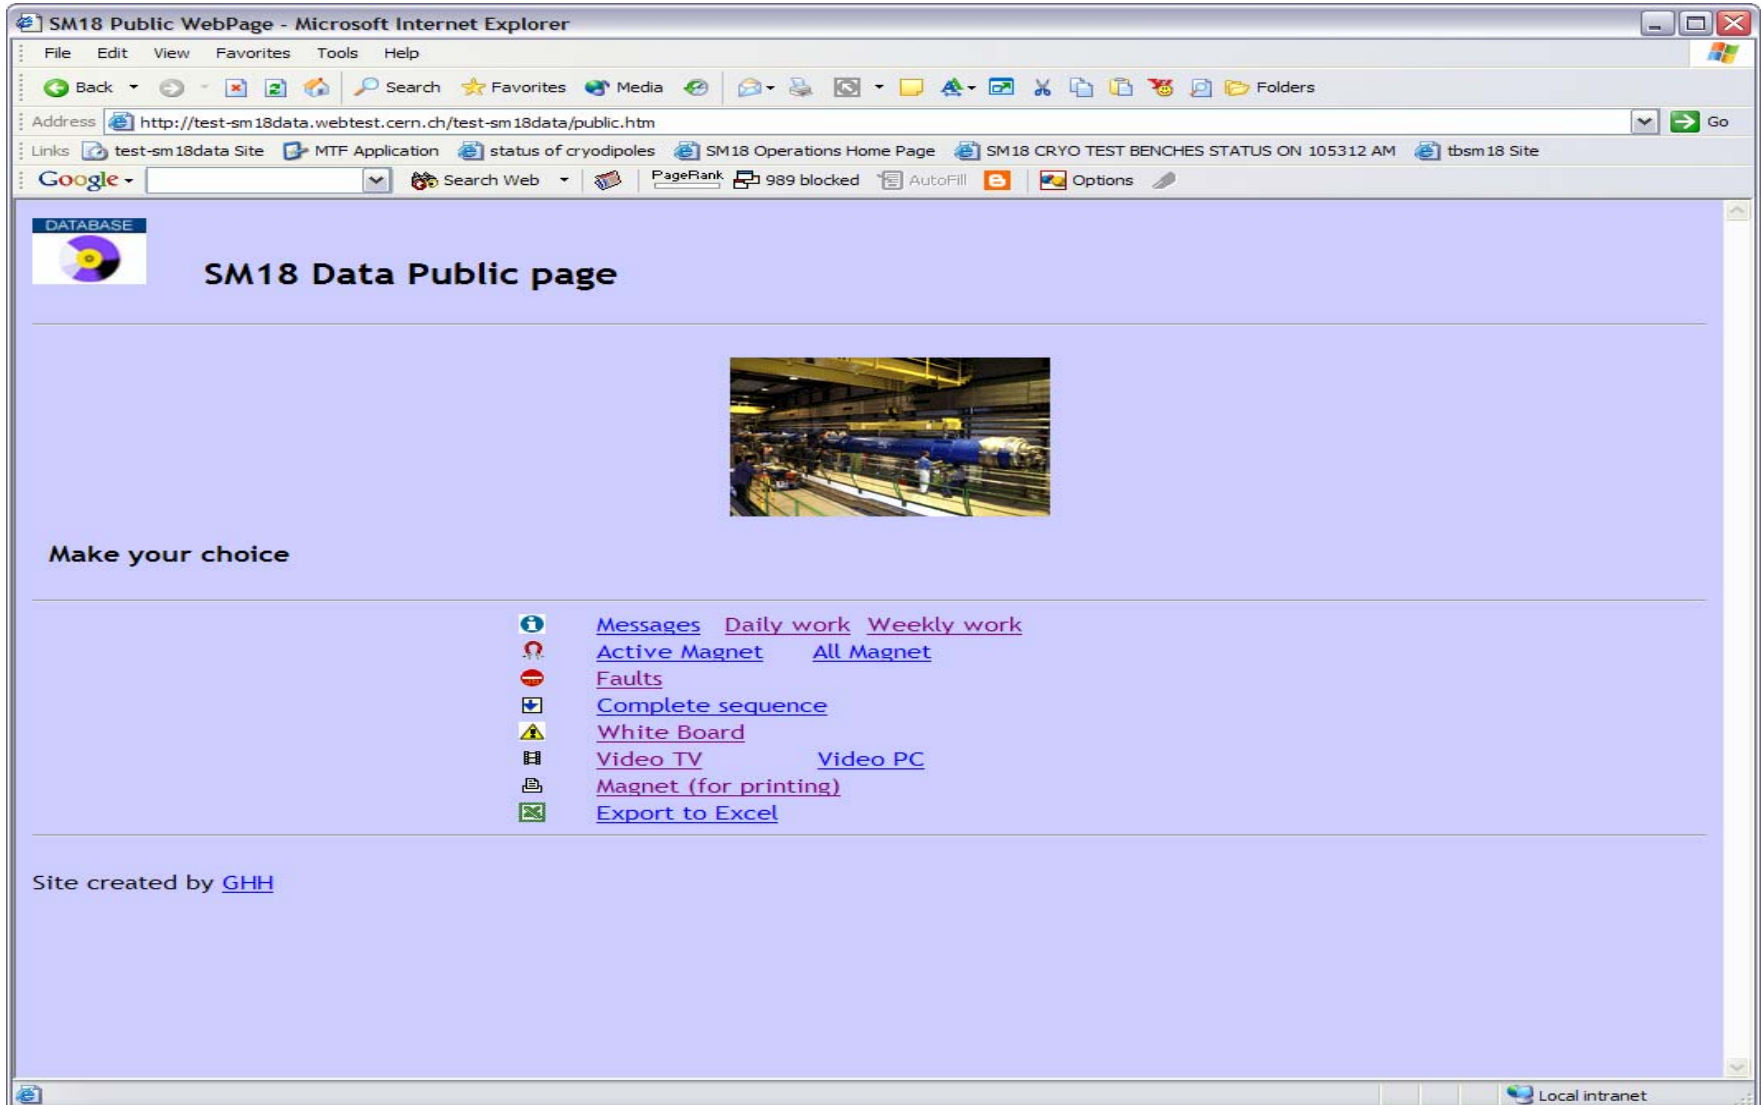 SM18 Public WebPage - Microsoft Internet Explorer
File Edit View Favorites Tools Help
Back Search Favorites Media Folders
Address http://test-sm18data.webtest.cern.ch/test-sm18data/public.htm Go
Links test-sm18data Site MTF Application status of cryodipoles SM18 Operations Home Page SM18 CRYO TEST BENCHES STATUS ON 105312 AM tbsm18 Site
Google Search Web PageRank 989 blocked AutoFill Options
DATABASE
SM18 Data Public page
Make your choice
Messages Daily work Weekly work
Active Magnet All Magnet
Faults
Complete sequence
White Board
Video TV Video PC
Magnet (for printing)
Export to Excel
Site created by GHH
Local intranet